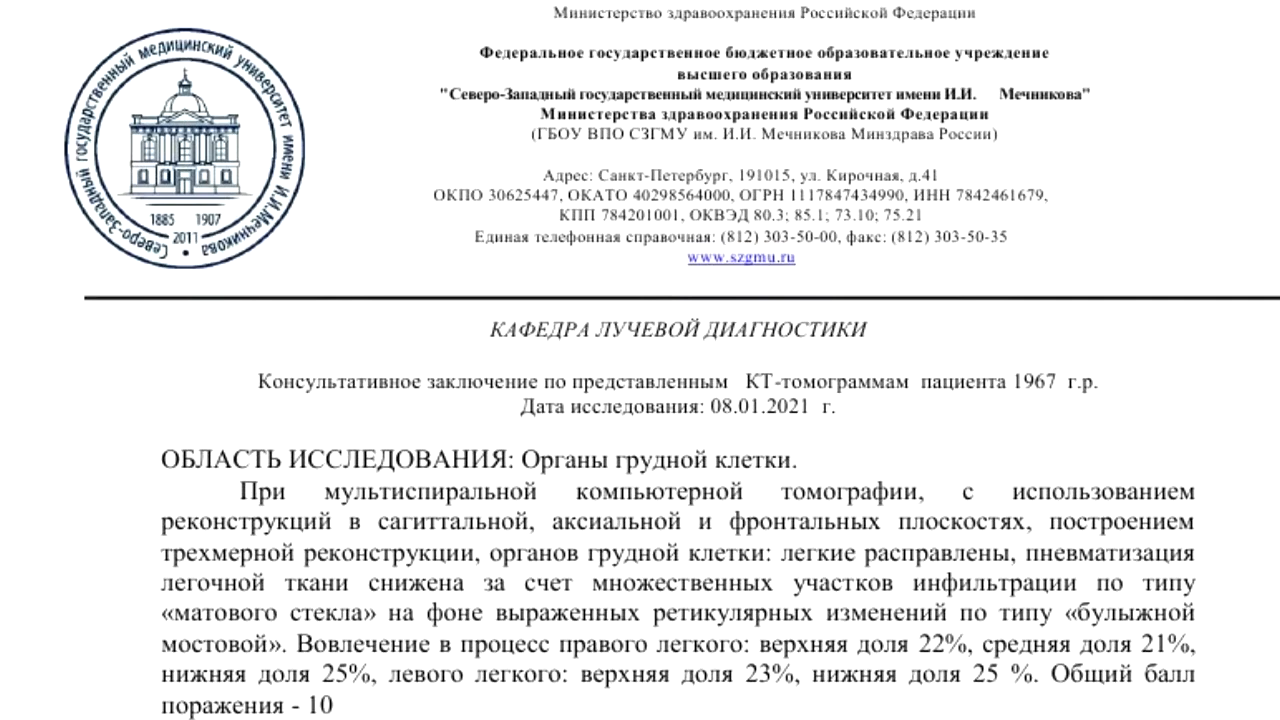 Министерство здравоохранения Российской Федерации
Федеральное государственное бюджетное образовательное учреждение
высшего образования
"Северо-Западный государственный медицинский университет имени И.И. Мечникова"
Министерства здравоохранения Российской Федерации
(ГБОУ ВПО СЗГМУ им. И.И. Мечникова Минздрава России)
Адрес: Санкт-Петербург, 191015, ул. Кирочная, д.41
ОКПО 30625447, ОКАТО 40298564000, ОГРН 1117847434990, ИНН 7842461679,
КПП 784201001, ОКВЭД 80.3; 85.1; 73.10; 75.21
Единая телефонная справочная: (812) 303-50-00, факс: (812) 303-50-35
www.szgmu.ru
Северо-Западный государственный медицинский университет имени И.И.Мечникова
1885 1907
2011
КАФЕДРА ЛУЧЕВОЙ ДИАГНОСТИКИ
Консультативное заключение по представленным КТ-томограммам пациента 1967 г.р.
Дата исследования: 08.01.2021 г.
ОБЛАСТЬ ИССЛЕДОВАНИЯ: Органы грудной клетки.
При мультиспиральной компьютерной томографии, с использованием
реконструкций в сагиттальной, аксиальной и фронтальных плоскостях, построением
трехмерной реконструкции, органов грудной клетки: легкие расправлены, пневматизация
легочной ткани снижена за счет множественных участков инфильтрации по типу
«матового стекла» на фоне выраженных ретикулярных изменений по типу «булыжной
мостовой». Вовлечение в процесс правого легкого: верхняя доля 22%, средняя доля 21%,
нижняя доля 25%, левого легкого: верхняя доля 23%, нижняя доля 25 %. Общий балл
поражения - 10